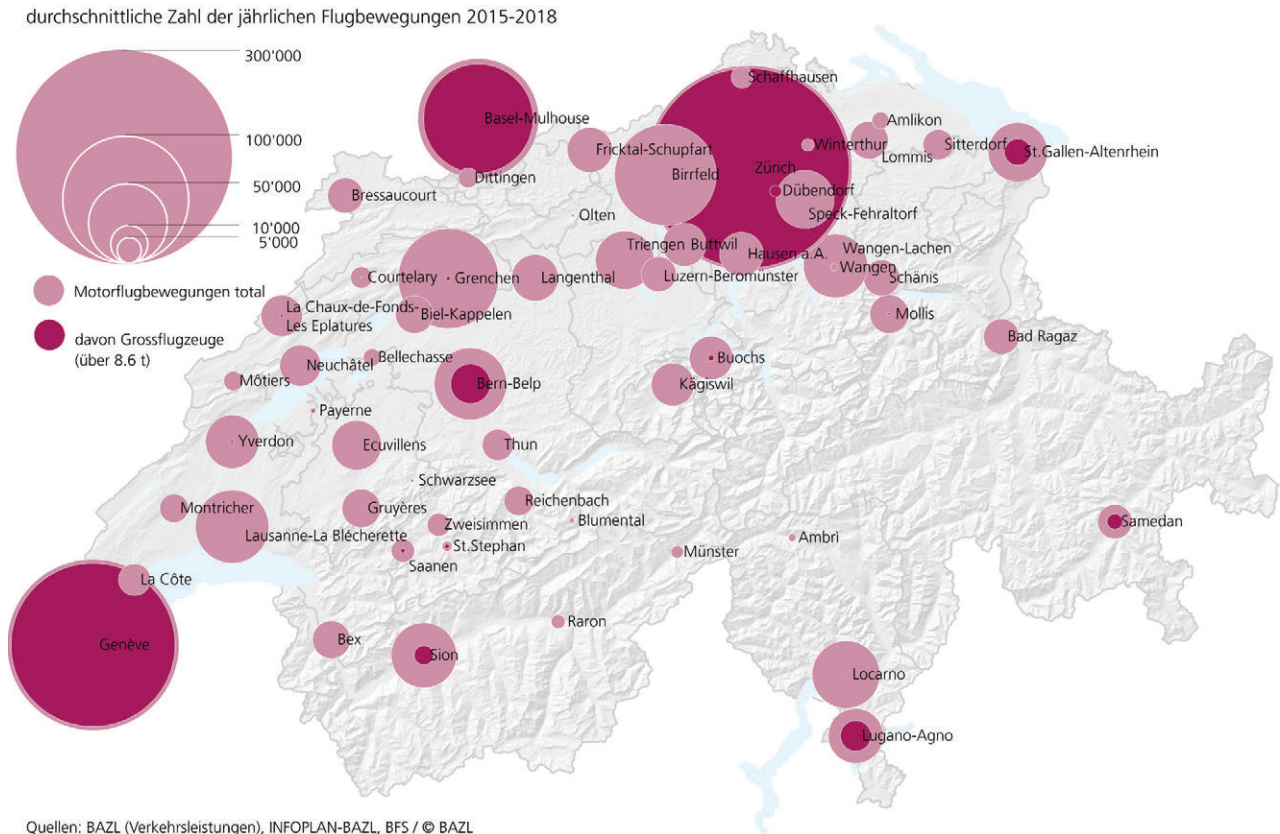 durchschnittliche Zahl der jährlichen Flugbewegungen 2015-2018
300'000
100'000
50'000
10'000
5'000
Motorflugbewegungen total
davon Grossflugzeuge
(über 8.6 t)
Schaffhausen
Basel-Mulhouse
Amlikon
Fricktal-Schupfart
Winterthur
Sitterdorf
Lommis
St.Gallen-Altenrhein
Birrfeld
Zürich
Dittingen
Dübendorf
Bressaucourt
Olten
Speck-Fehraltorf
Triengen
Buttwil
Hausen a.A.
Wangen-Lachen
Wangen
Courtelary
Grenchen
Langenthal
Luzern-Beromünster
Schänis
La Chaux-de-Fonds-
Les Eplatures
Biel-Kappelen
Mollis
Bad Ragaz
Bellechasse
Buochs
Neuchâtel
Môtiers
Bern-Belp
Kägiswil
Payerne
Yverdon
Ecuvillens
Thun
Schwarzsee
Montricher
Gruyères
Reichenbach
Lausanne-La Blécherette
Zweisimmen
Blumental
Samedan
St.Stephan
Ambrì
Münster
Saanen
La Côte
Raron
Genève
Bex
Sion
Locarno
Lugano-Agno
Quellen: BAZL (Verkehrsleistungen), INFOPLAN-BAZL, BFS / © BAZL